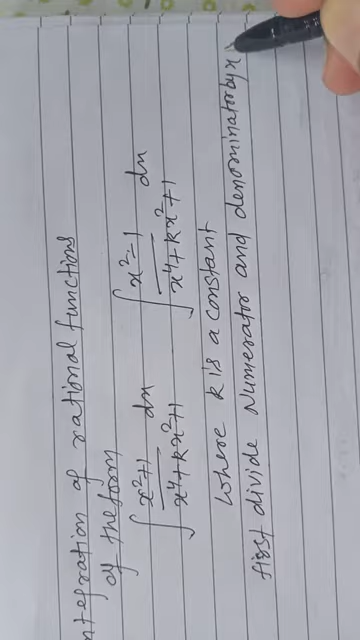 ntegration of rational functions
of the form
∫ x²+1 / x⁴+kx²+1 dx   ∫ x²-1 / x⁴+kx²+1 dx
where k is a constant
first divide Numerator and denominator by x